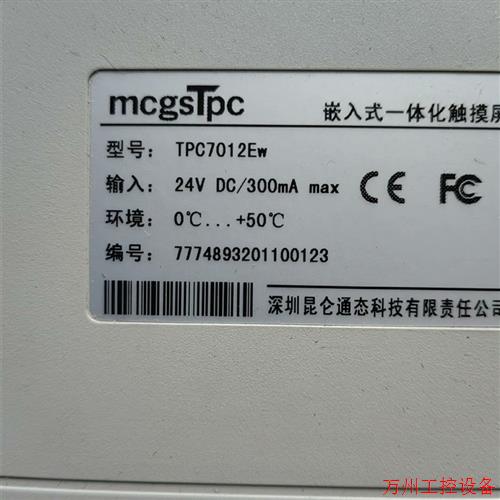 mcgsTpc
嵌入式一体化触摸屏
型号： TPC7012Ew
输入： 24V DC/300mA max CE FC
环境： 0℃...+50℃
编号： 7774893201100123
深圳昆仑通态科技有限责任公司
万州工控设备